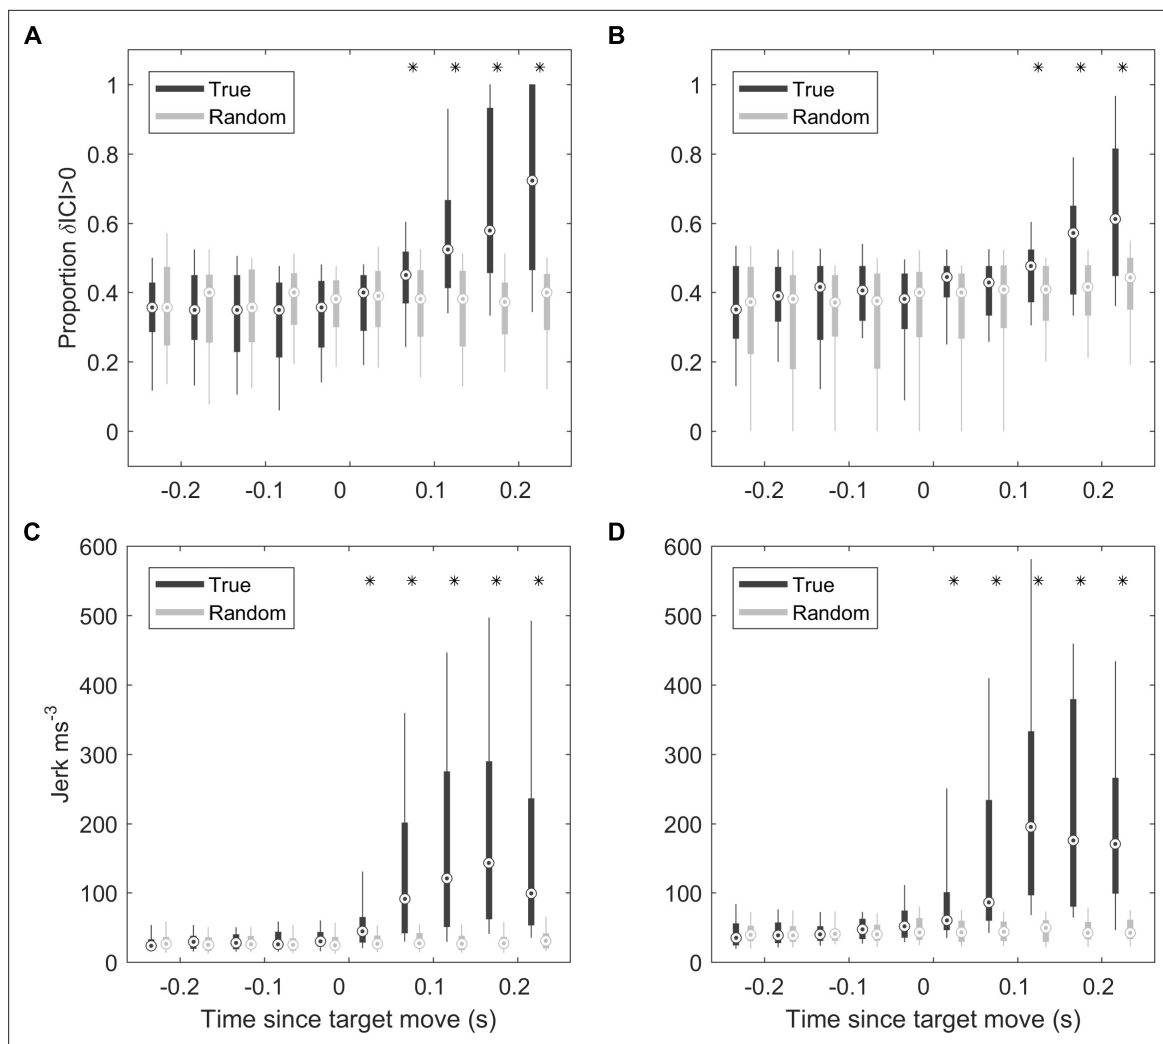 A
B
* * * *
* * *
True
Random
True
Random
Proportion δICI>0
1
0.8
0.6
0.4
0.2
0
1
0.8
0.6
0.4
0.2
0
-0.2 -0.1 0 0.1 0.2
-0.2 -0.1 0 0.1 0.2
C
D
* * * * *
* * * * *
True
Random
True
Random
Jerk ms-3
600
500
400
300
200
100
0
600
500
400
300
200
100
0
-0.2 -0.1 0 0.1 0.2
-0.2 -0.1 0 0.1 0.2
Time since target move (s)
Time since target move (s)